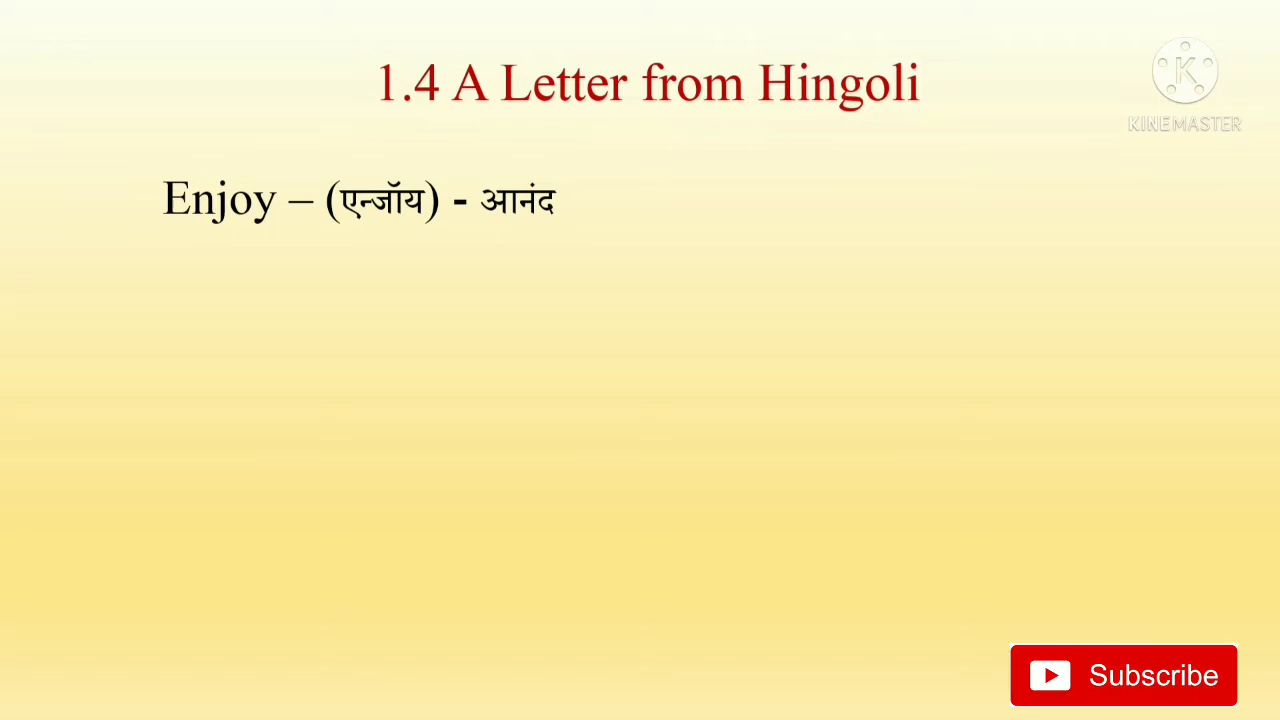 1.4 A Letter from Hingoli
KINEMASTER
Enjoy – (एन्जॉय) - आनंद
Subscribe